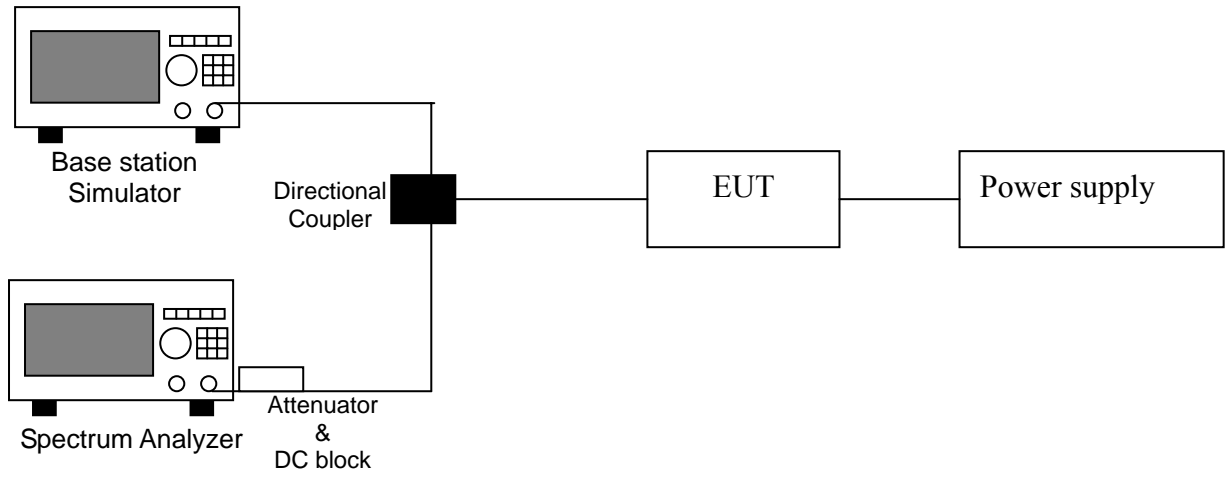 Base station
Simulator
Directional
Coupler
EUT
Power supply
Spectrum Analyzer
Attenuator
&
DC block